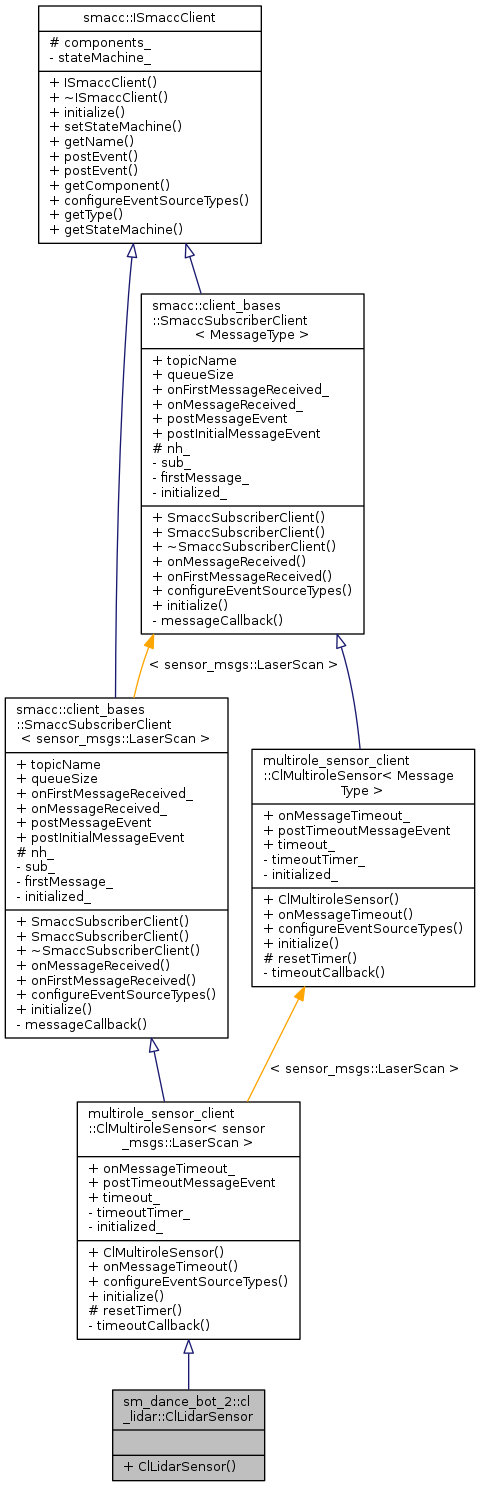 smacc::ISmaccClient
# components_
- stateMachine_
+ ISmaccClient()
+ ~ISmaccClient()
+ initialize()
+ setStateMachine()
+ getName()
+ postEvent()
+ postEvent()
+ getComponent()
+ configureEventSourceTypes()
+ getType()
+ getStateMachine()
smacc::client_bases
::SmaccSubscriberClient
< MessageType >
+ topicName
+ queueSize
+ onFirstMessageReceived_
+ onMessageReceived_
+ postMessageEvent
+ postInitialMessageEvent
# nh_
- sub_
- firstMessage_
- initialized_
+ SmaccSubscriberClient()
+ SmaccSubscriberClient()
+ ~SmaccSubscriberClient()
+ onMessageReceived()
+ onFirstMessageReceived()
+ configureEventSourceTypes()
+ initialize()
- messageCallback()
< sensor_msgs::LaserScan >
smacc::client_bases
::SmaccSubscriberClient
< sensor_msgs::LaserScan >
+ topicName
+ queueSize
+ onFirstMessageReceived_
+ onMessageReceived_
+ postMessageEvent
+ postInitialMessageEvent
# nh_
- sub_
- firstMessage_
- initialized_
+ SmaccSubscriberClient()
+ SmaccSubscriberClient()
+ ~SmaccSubscriberClient()
+ onMessageReceived()
+ onFirstMessageReceived()
+ configureEventSourceTypes()
+ initialize()
- messageCallback()
multirole_sensor_client
::ClMultiroleSensor< Message
Type >
+ onMessageTimeout_
+ postTimeoutMessageEvent
+ timeout_
- timeoutTimer_
- initialized_
+ ClMultiroleSensor()
+ onMessageTimeout()
+ configureEventSourceTypes()
+ initialize()
# resetTimer()
- timeoutCallback()
< sensor_msgs::LaserScan >
multirole_sensor_client
::ClMultiroleSensor< sensor
_msgs::LaserScan >
+ onMessageTimeout_
+ postTimeoutMessageEvent
+ timeout_
- timeoutTimer_
- initialized_
+ ClMultiroleSensor()
+ onMessageTimeout()
+ configureEventSourceTypes()
+ initialize()
# resetTimer()
- timeoutCallback()
sm_dance_bot_2::cl
_lidar::ClLidarSensor
+ ClLidarSensor()